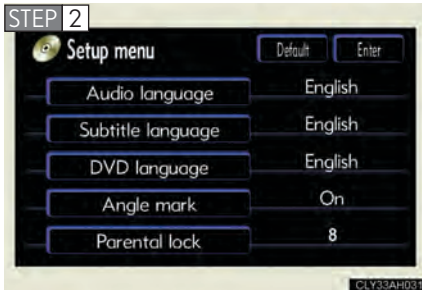 STEP 2
Setup menu Default Enter
Audio language English
Subtitle language English
DVD language English
Angle mark On
Parental lock 8
CLY33AH031